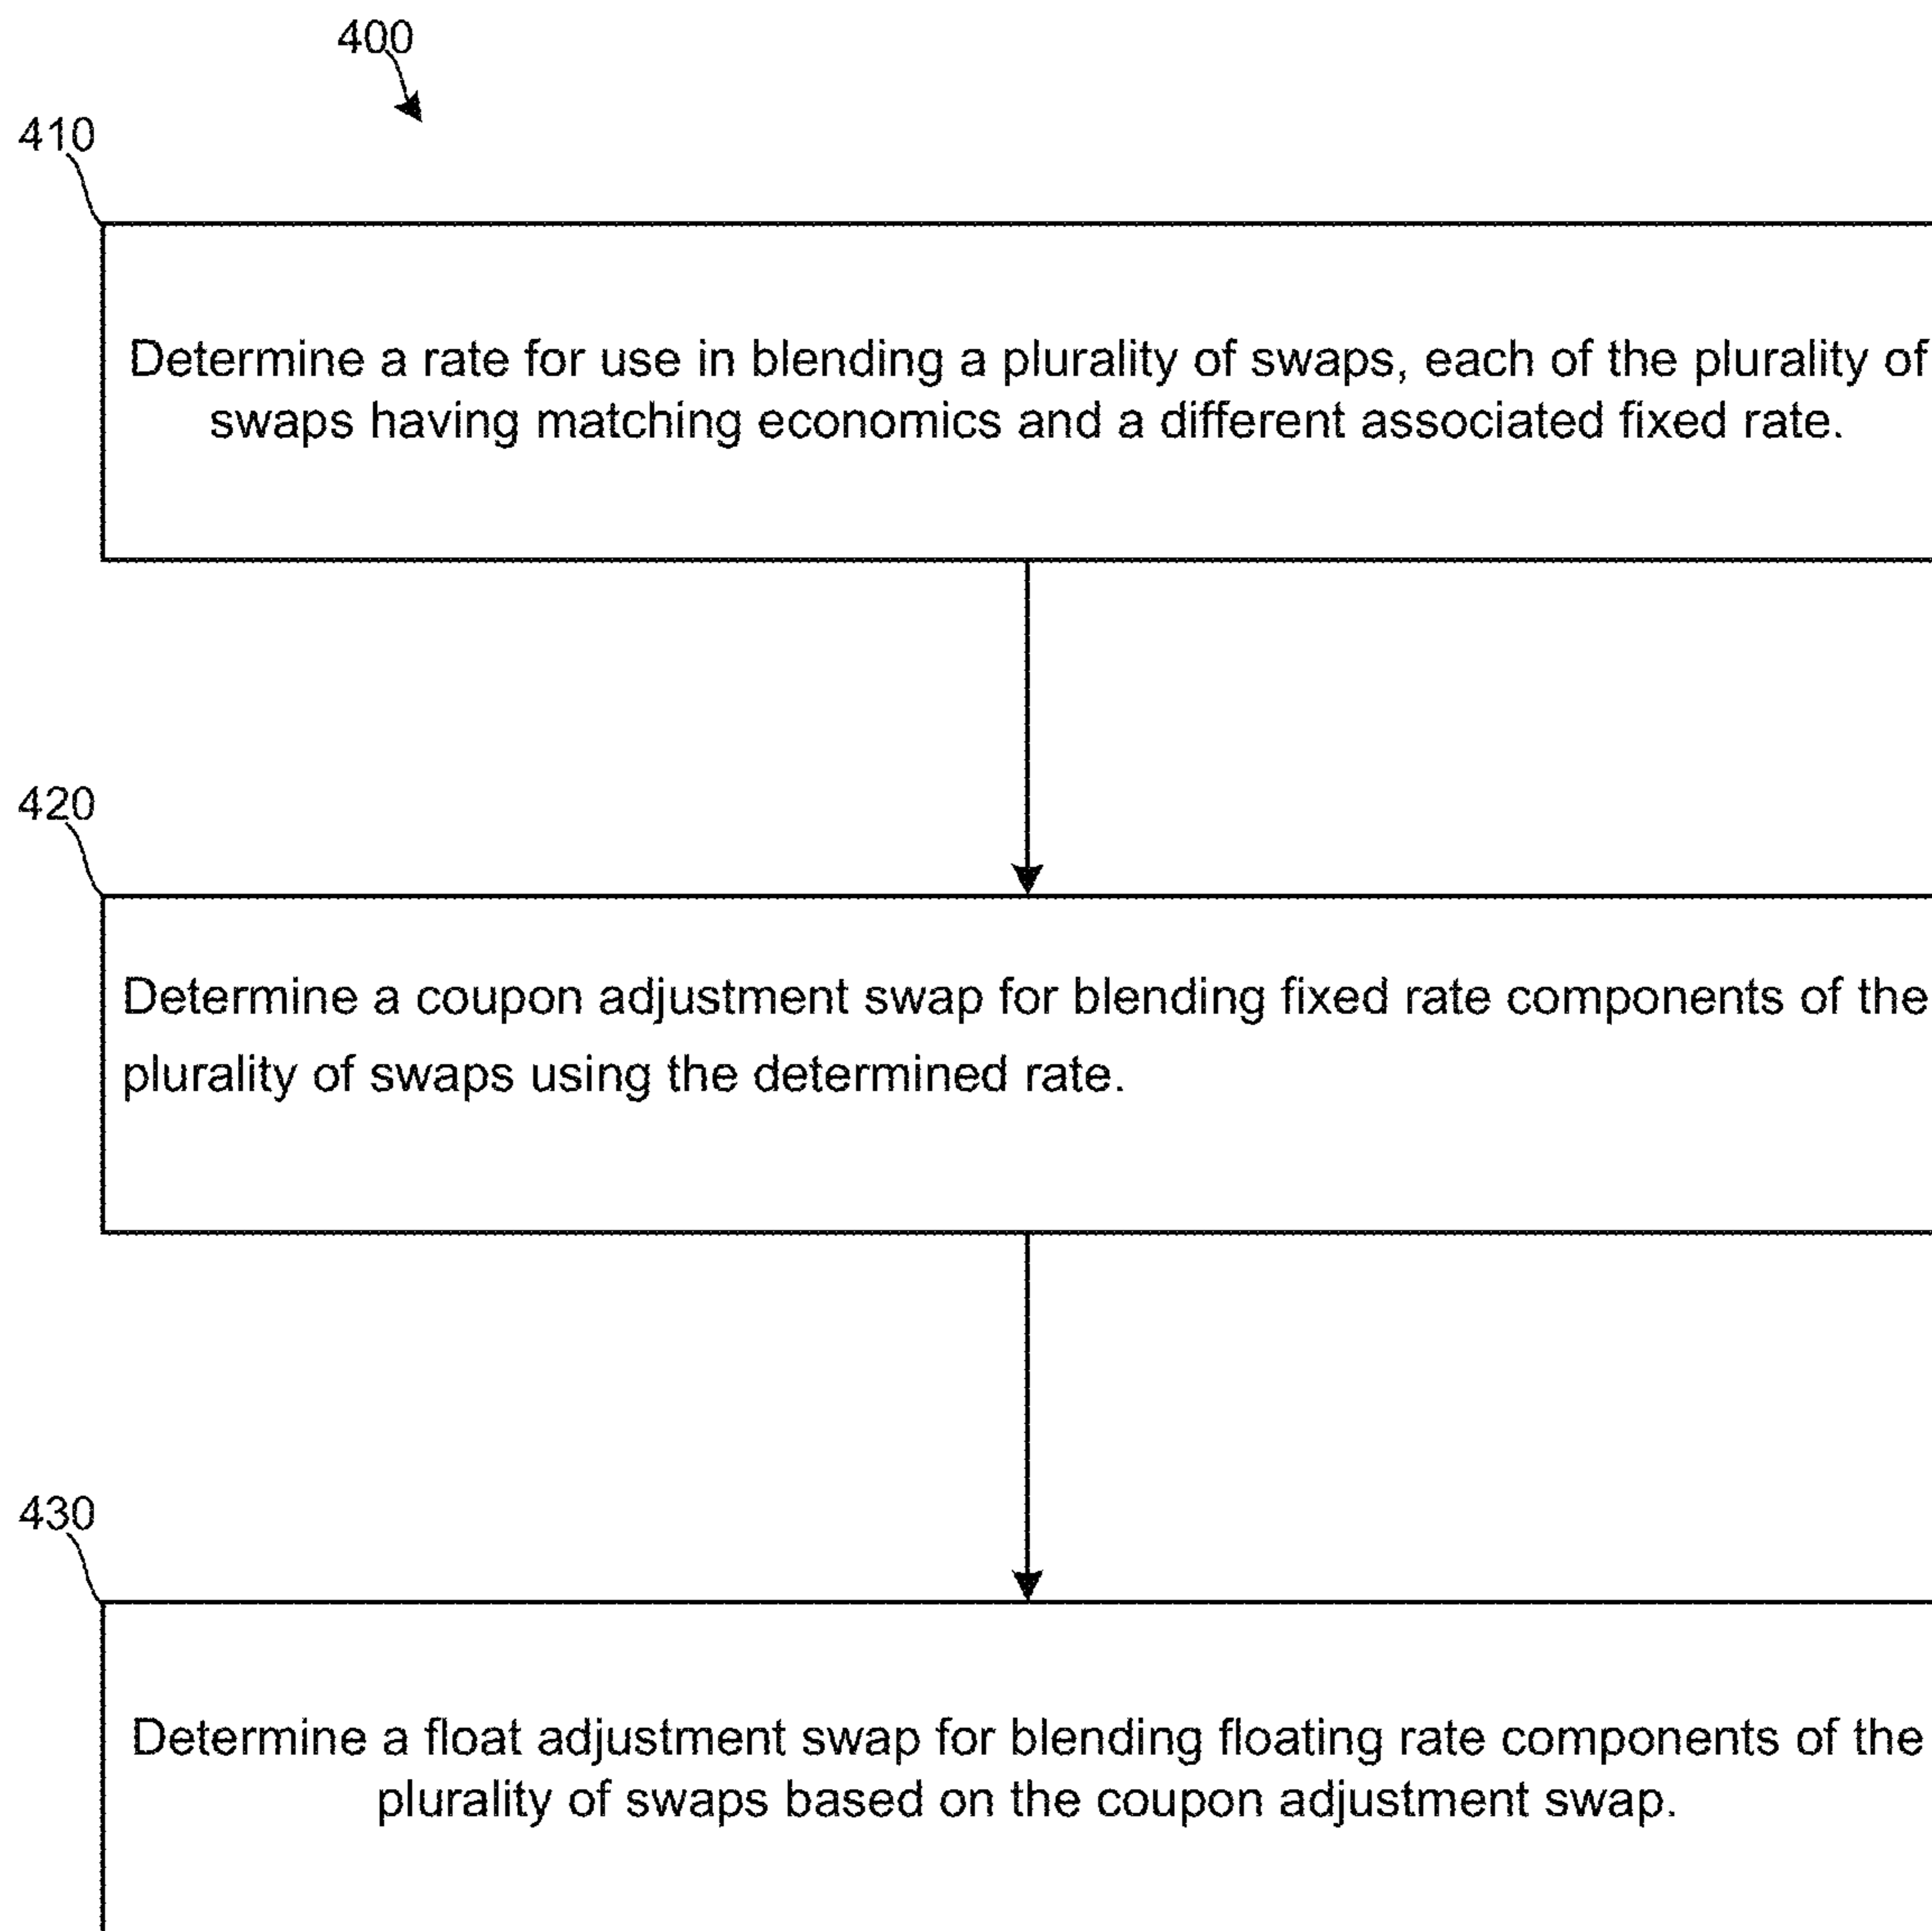 400
410
Determine a rate for use in blending a plurality of swaps, each of the plurality of
swaps having matching economics and a different associated fixed rate.
420
Determine a coupon adjustment swap for blending fixed rate components of the
plurality of swaps using the determined rate.
430
Determine a float adjustment swap for blending floating rate components of the
plurality of swaps based on the coupon adjustment swap.